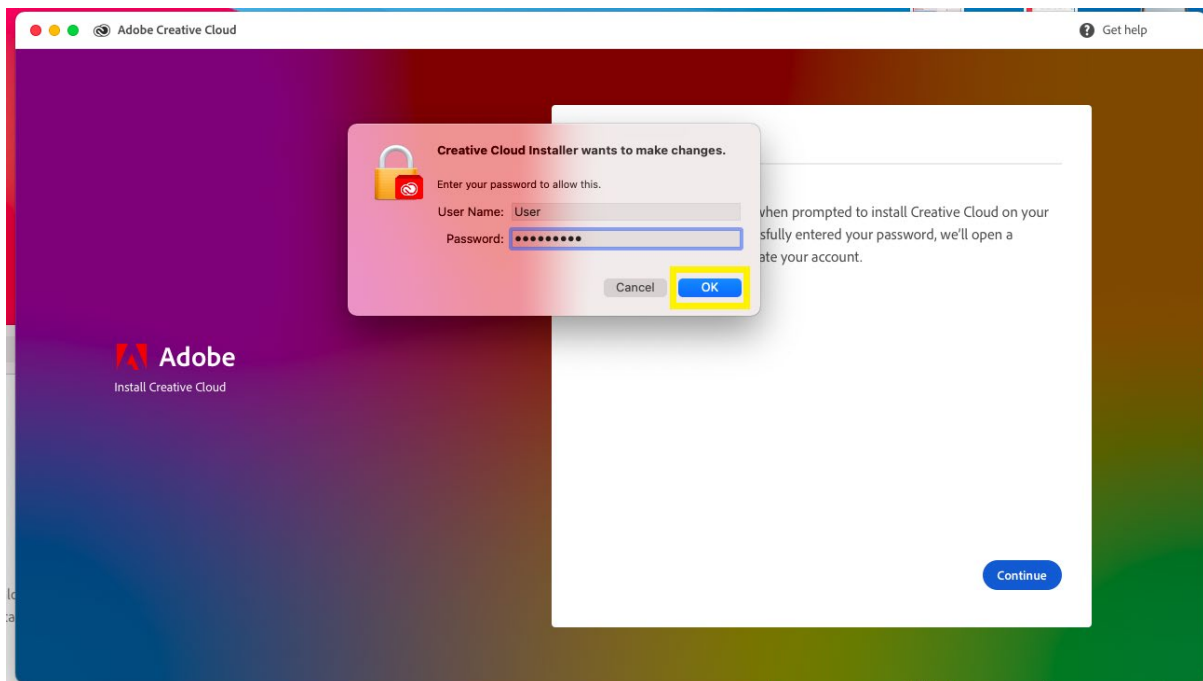 Adobe Creative Cloud
Get help
Creative Cloud Installer wants to make changes.
Enter your password to allow this.
User Name: User
Password: •••••••••
Cancel OK
when prompted to install Creative Cloud on your
entered your password, we'll open a
your account.
Adobe
Install Creative Cloud
Continue